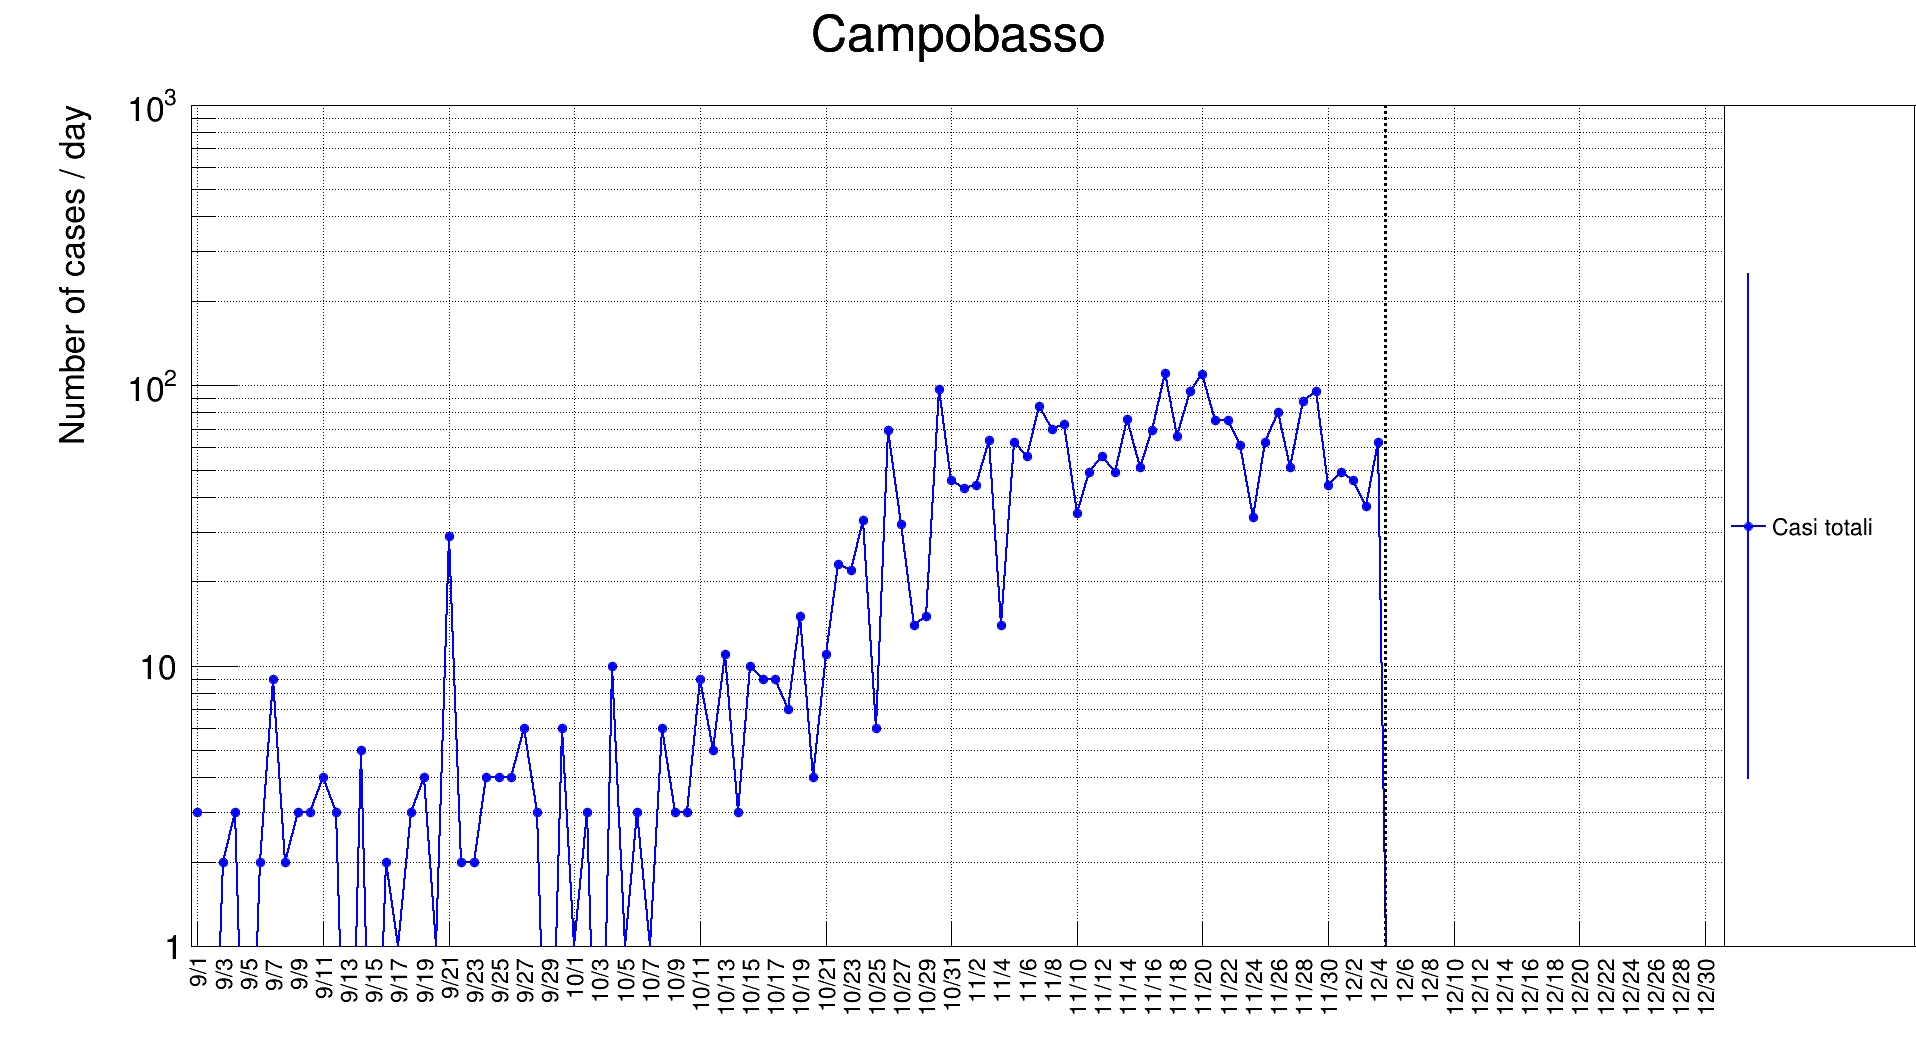 Campobasso
Number of cases / day
10³
10²
10
1
9/1 9/3 9/5 9/7 9/9 9/11 9/13 9/15 9/17 9/19 9/21 9/23 9/25 9/27 9/29 10/1 10/3 10/5 10/7 10/9 10/11 10/13 10/15 10/17 10/19 10/21 10/23 10/25 10/27 10/29 10/31 11/2 11/4 11/6 11/8 11/10 11/12 11/14 11/16 11/18 11/20 11/22 11/24 11/26 11/28 11/30 12/2 12/4 12/6 12/8 12/10 12/12 12/14 12/16 12/18 12/20 12/22 12/24 12/26 12/28 12/30
Casi totali